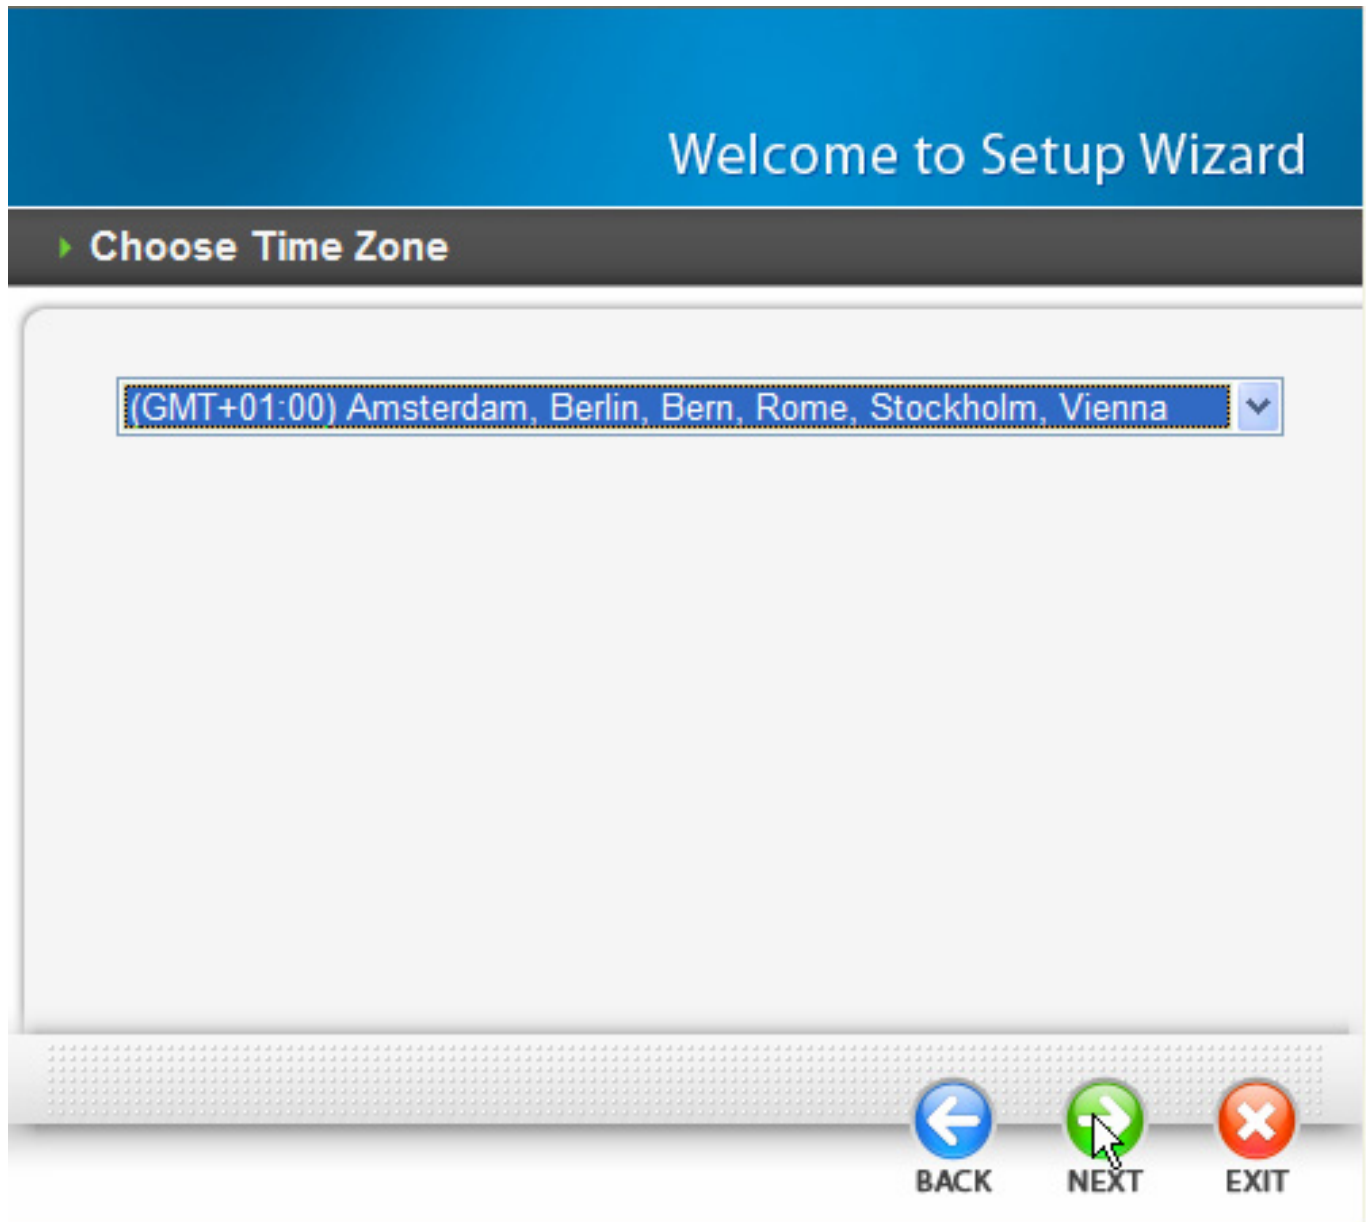 Welcome to Setup Wizard
Choose Time Zone
(GMT+01:00) Amsterdam, Berlin, Bern, Rome, Stockholm, Vienna
BACK NEXT EXIT